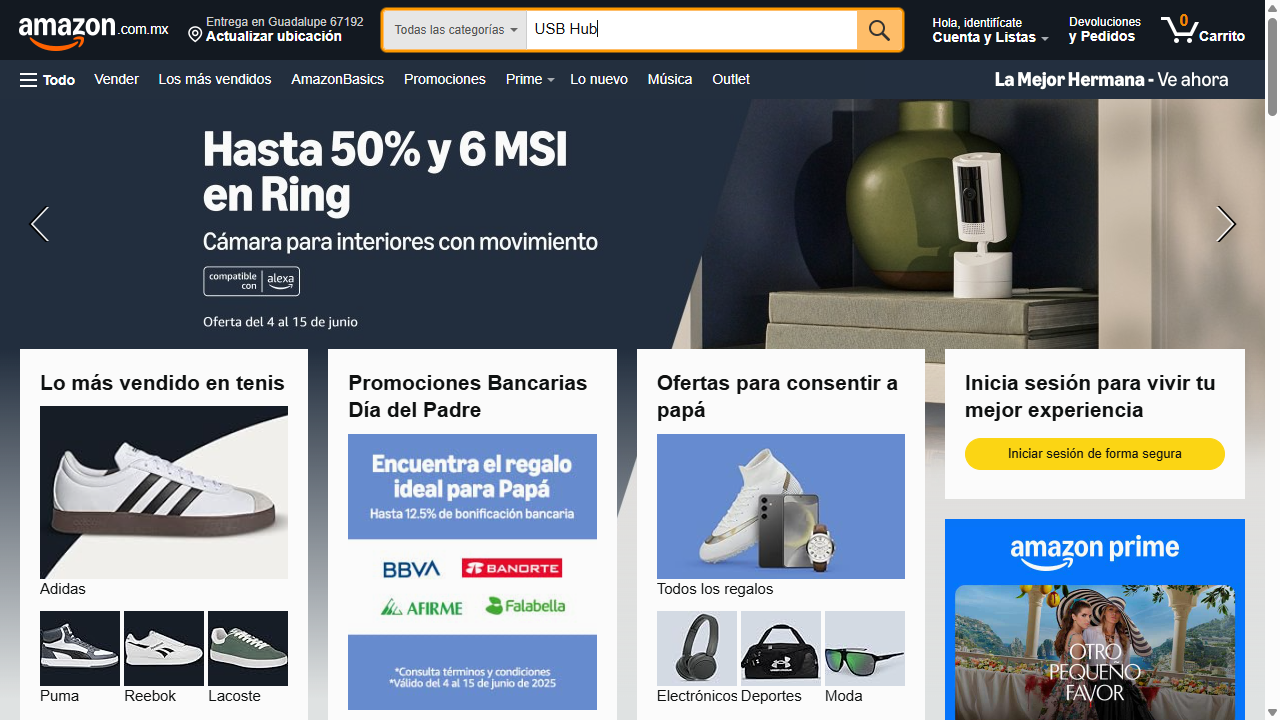 amazon.com.mx
Entrega en Guadalupe 67192
Actualizar ubicación
Todas las categorías
USB Hub
Hola, identifícate
Cuenta y Listas
Devoluciones
y Pedidos
0
Carrito
Todo
Vender
Los más vendidos
AmazonBasics
Promociones
Prime
Lo nuevo
Música
Outlet
La Mejor Hermana - Ve ahora
Hasta 50% y 6 MSI
en Ring
Cámara para interiores con movimiento
compatible
con
alexa
Oferta del 4 al 15 de junio
Lo más vendido en tenis
Adidas
Puma
Reebok
Lacoste
Promociones Bancarias
Día del Padre
Encuentra el regalo
ideal para Papá
Hasta 12.5% de bonificación bancaria
BBVA
BANORTE
AFIRME
Falabella
*Consulta términos y condiciones
*Válido del 4 al 15 de junio de 2025
Ofertas para consentir a
papá
Todos los regalos
UNDER ARMOUR
Electrónicos
Deportes
Moda
Inicia sesión para vivir tu
mejor experiencia
Iniciar sesión de forma segura
amazon prime
OTRO
PEQUEÑO
FAVOR